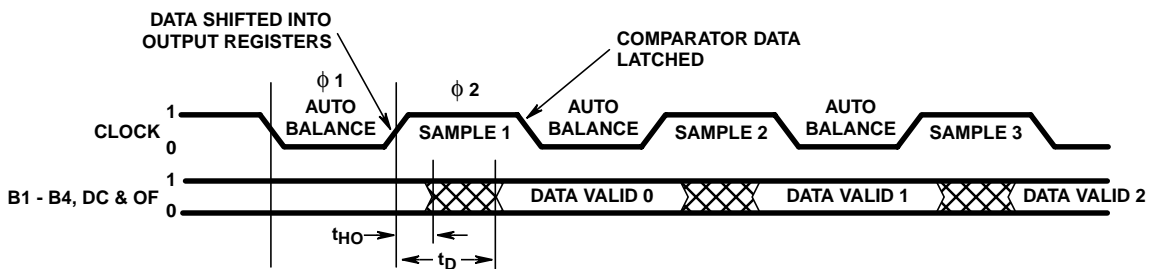 DATA SHIFTED INTO
OUTPUT REGISTERS
COMPARATOR DATA
LATCHED
ϕ 1
ϕ 2
1
AUTO
BALANCE
SAMPLE 1
AUTO
BALANCE
SAMPLE 2
AUTO
BALANCE
SAMPLE 3
CLOCK
0
1
B1 - B4, DC & OF
DATA VALID 0
DATA VALID 1
DATA VALID 2
0
tHO
tD